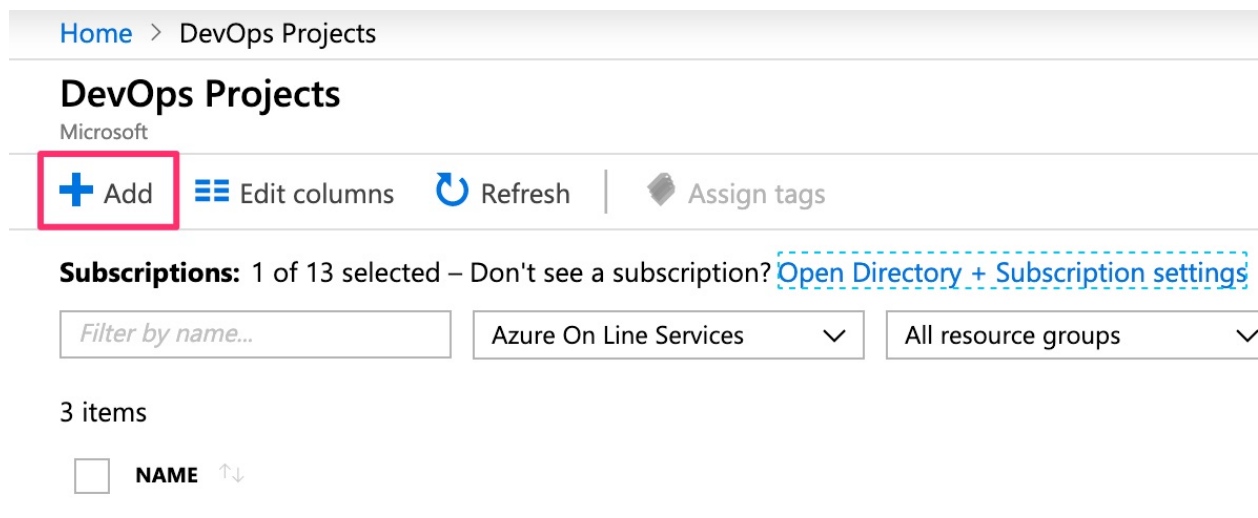 Home > DevOps Projects
DevOps Projects
Microsoft
Add Edit columns Refresh Assign tags
Subscriptions: 1 of 13 selected – Don't see a subscription? Open Directory + Subscription settings
Filter by name... Azure On Line Services All resource groups
3 items
NAME ↑↓